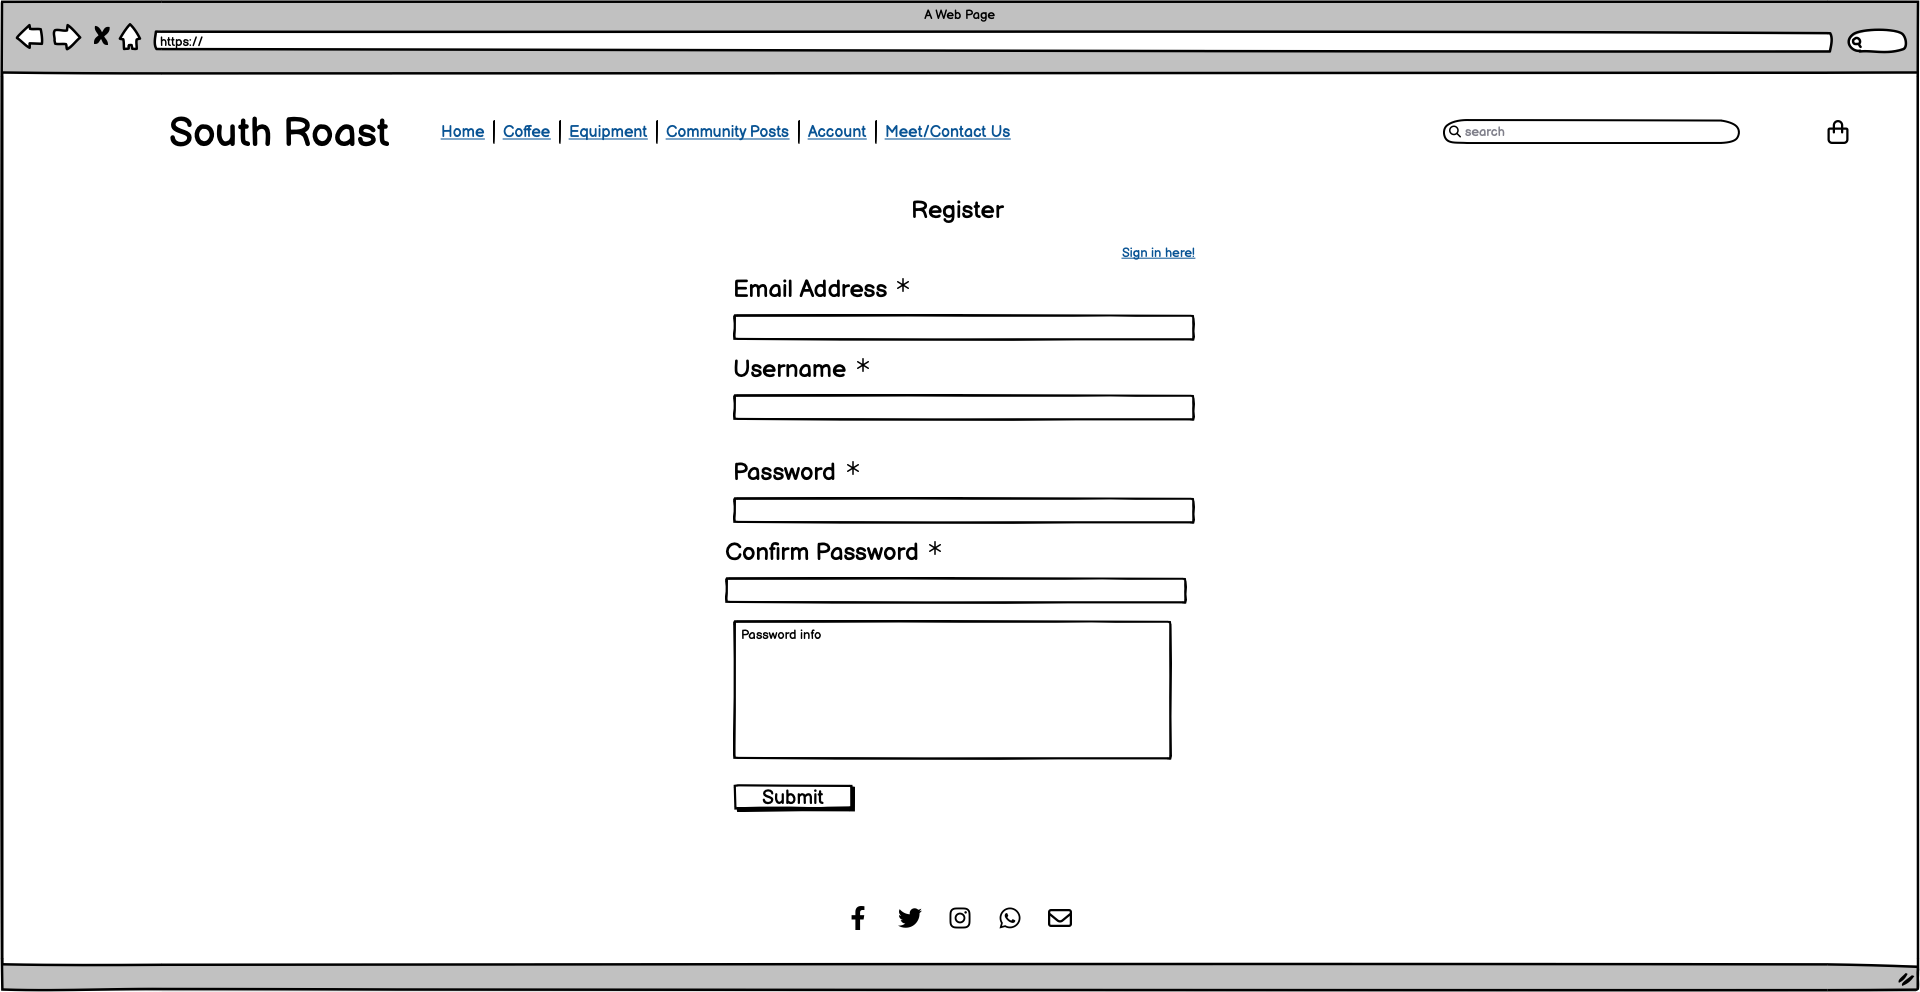 A Web Page
https://
South Roast
Home | Coffee | Equipment | Community Posts | Account | Meet/Contact Us
search
Register
Sign in here!
Email Address *
Username *
Password *
Confirm Password *
Password info
Submit